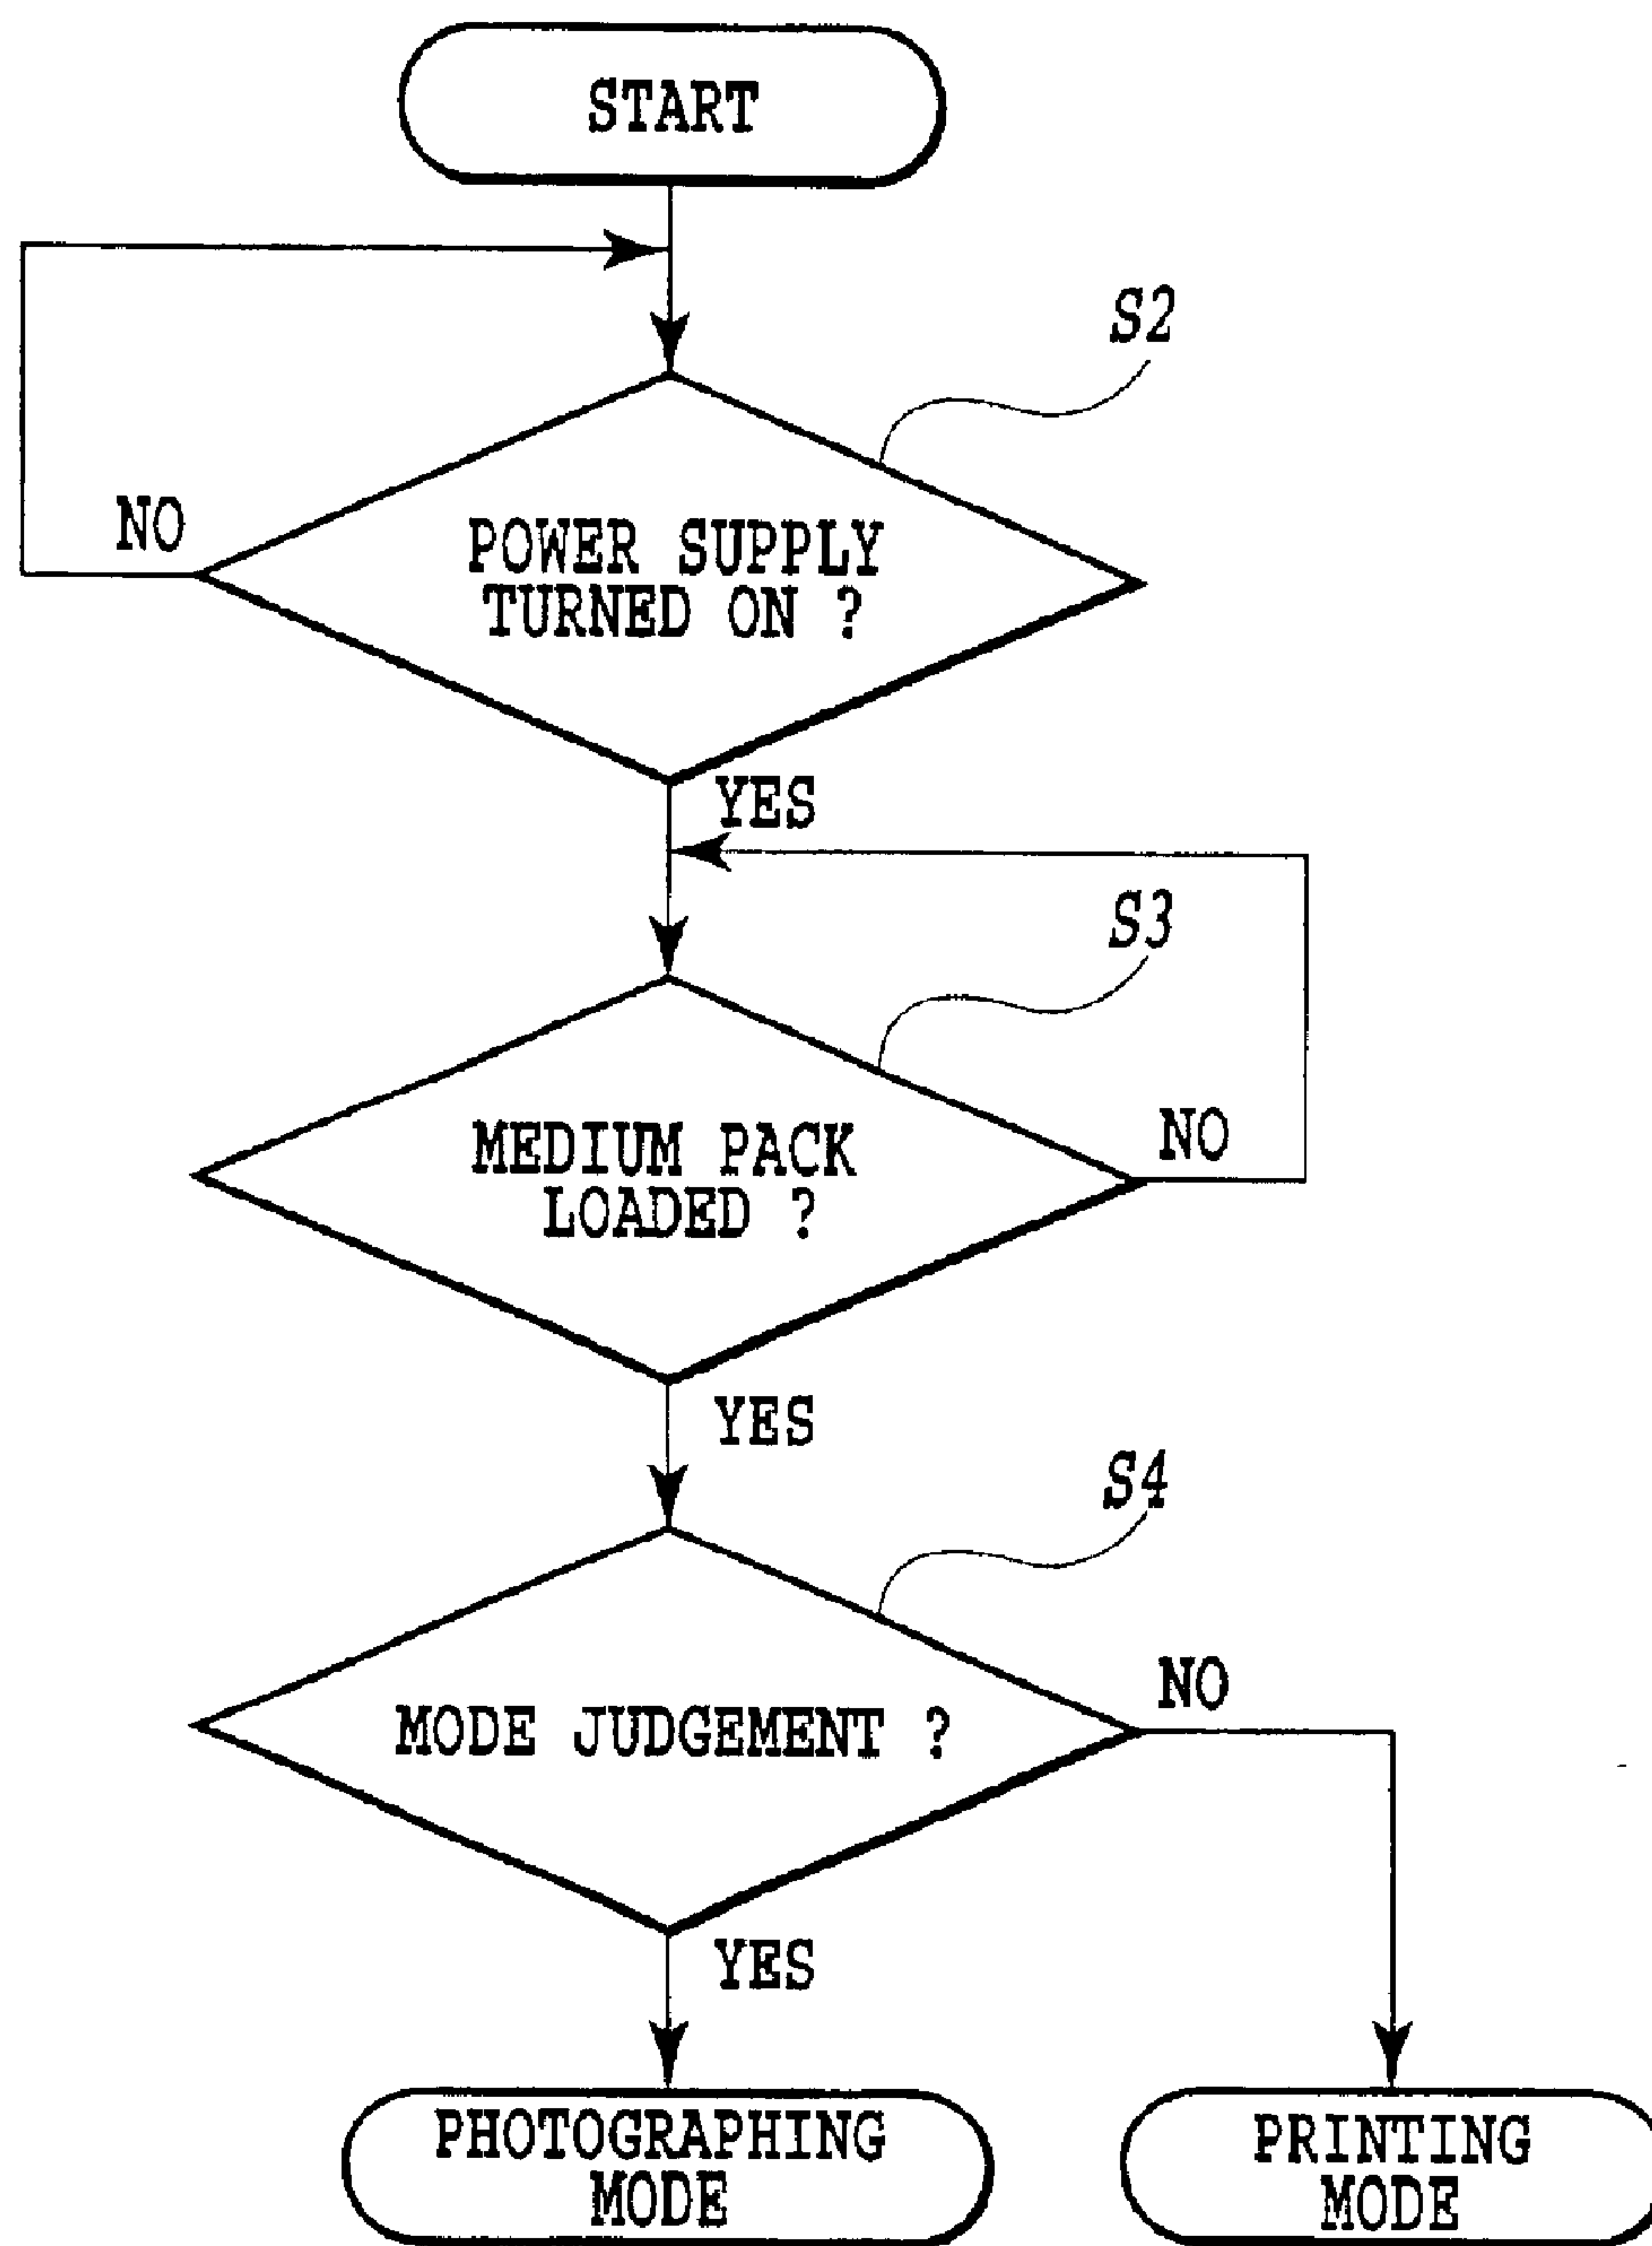 START
S2
NO
POWER SUPPLY
TURNED ON ?
YES
S3
MEDIUM PACK
LOADED ?
NO
YES
S4
NO
MODE JUDGEMENT ?
YES
PHOTOGRAPHING
MODE
PRINTING
MODE